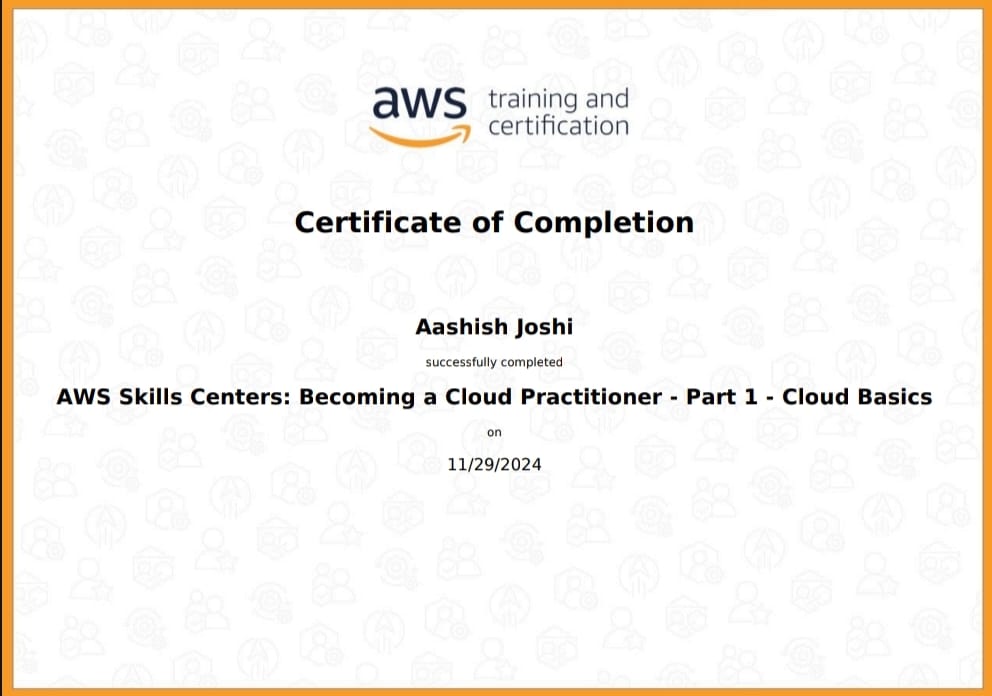 aws training and
certification
Certificate of Completion
Aashish Joshi
successfully completed
AWS Skills Centers: Becoming a Cloud Practitioner - Part 1 - Cloud Basics
on
11/29/2024